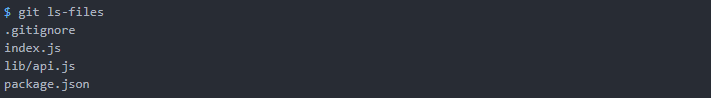 $ git ls-files
.gitignore
index.js
lib/api.js
package.json